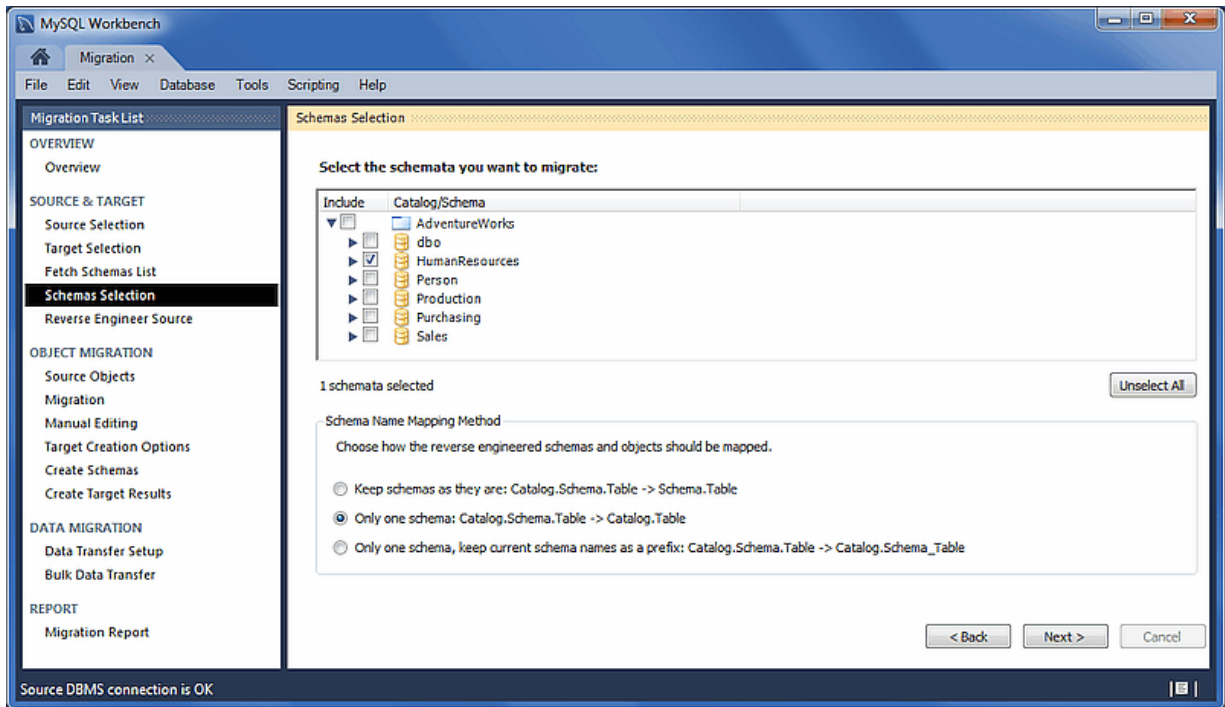 MySQL Workbench
Migration
File Edit View Database Tools Scripting Help
Migration Task List
OVERVIEW
Overview
SOURCE & TARGET
Source Selection
Target Selection
Fetch Schemas List
Schemas Selection
Reverse Engineer Source
OBJECT MIGRATION
Source Objects
Migration
Manual Editing
Target Creation Options
Create Schemas
Create Target Results
DATA MIGRATION
Data Transfer Setup
Bulk Data Transfer
REPORT
Migration Report
Schemas Selection
Select the schemata you want to migrate:
Include Catalog/Schema
AdventureWorks
dbo
HumanResources
Person
Production
Purchasing
Sales
1 schemata selected
Unselect All
Schema Name Mapping Method
Choose how the reverse engineered schemas and objects should be mapped.
Keep schemas as they are: Catalog.Schema.Table -> Schema.Table
Only one schema: Catalog.Schema.Table -> Catalog.Table
Only one schema, keep current schema names as a prefix: Catalog.Schema.Table -> Catalog.Schema_Table
< Back Next > Cancel
Source DBMS connection is OK